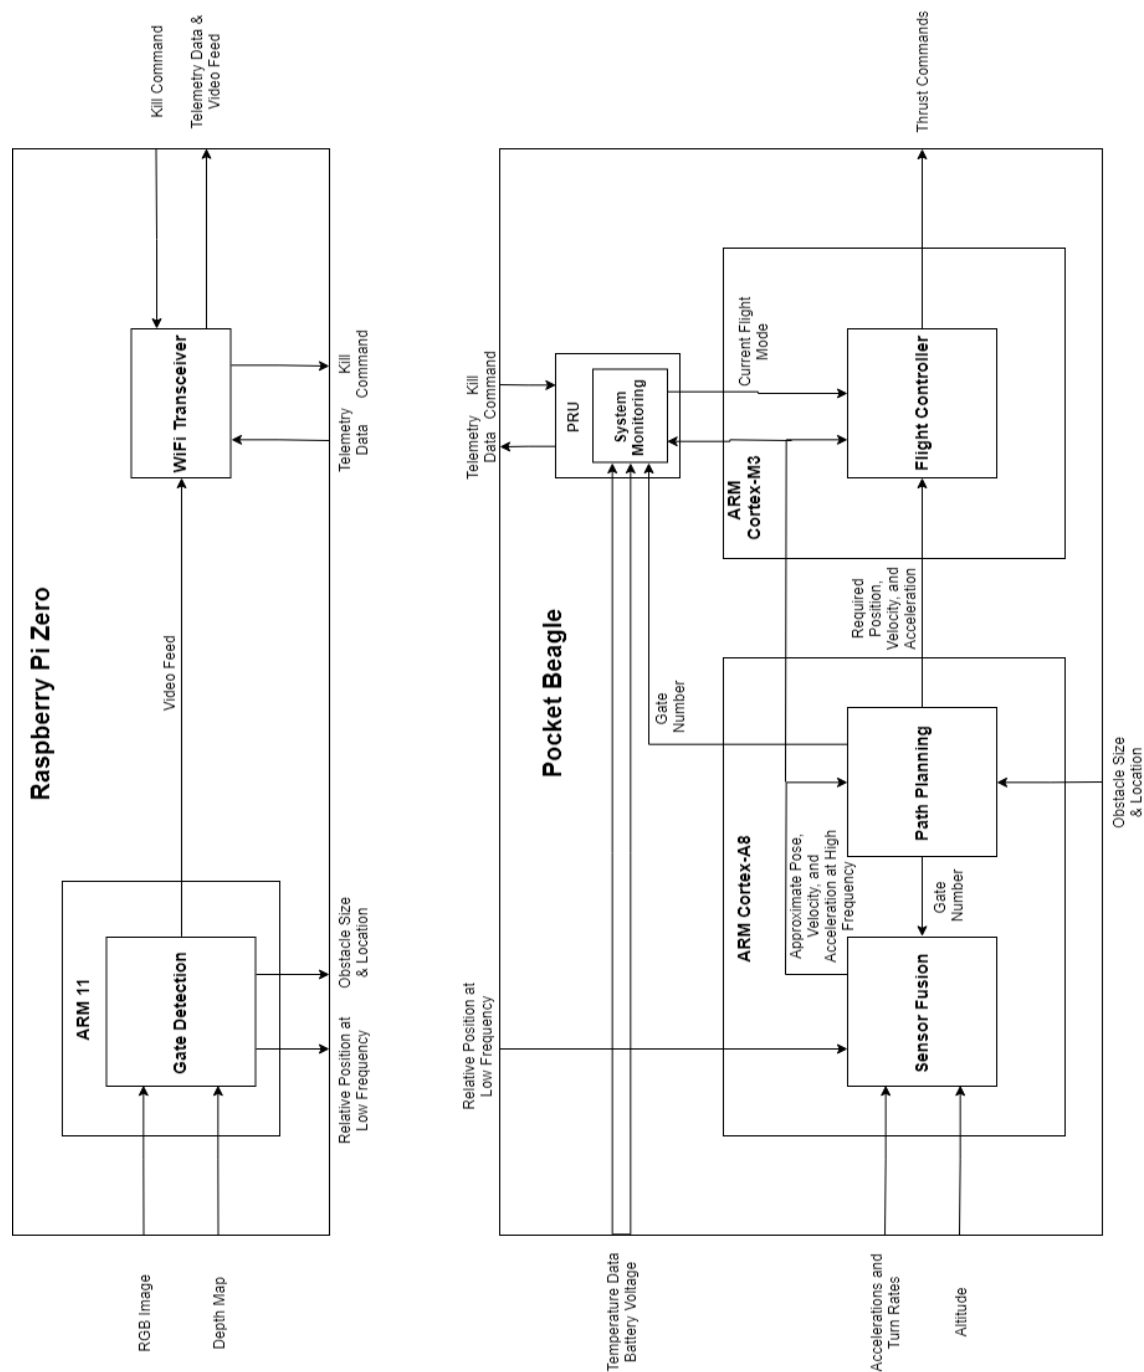 Raspberry Pi Zero
ARM 11
Gate Detection
RGB Image
Depth Map
Relative Position at
Low Frequency
Obstacle Size
& Location
Video Feed
WiFi Transceiver
Telemetry
Data
Kill
Command
Kill Command
Telemetry Data &
Video Feed
Pocket Beagle
Relative Position at
Low Frequency
Telemetry
Data
Kill
Command
PRU
System
Monitoring
Temperature Data
Battery Voltage
Gate
Number
Current Flight
Mode
ARM Cortex-A8
Approximate Pose,
Velocity, and
Acceleration at High
Frequency
Sensor Fusion
Gate
Number
Path Planning
Required
Position,
Velocity, and
Acceleration
ARM
Cortex-M3
Flight Controller
Thrust Commands
Accelerations and
Turn Rates
Altitude
Obstacle Size
& Location